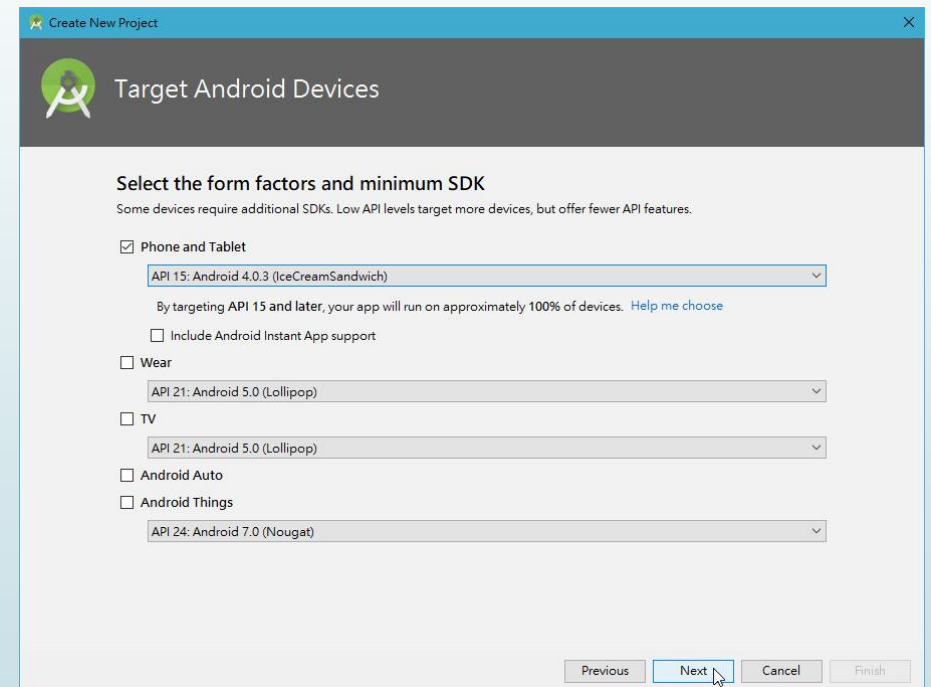 Create New Project
Target Android Devices
Select the form factors and minimum SDK
Some devices require additional SDKs. Low API levels target more devices, but offer fewer API features.
Phone and Tablet
API 15: Android 4.0.3 (IceCreamSandwich)
By targeting API 15 and later, your app will run on approximately 100% of devices. Help me choose
Include Android Instant App support
Wear
API 21: Android 5.0 (Lollipop)
TV
API 21: Android 5.0 (Lollipop)
Android Auto
Android Things
API 24: Android 7.0 (Nougat)
Previous Next Cancel Finish